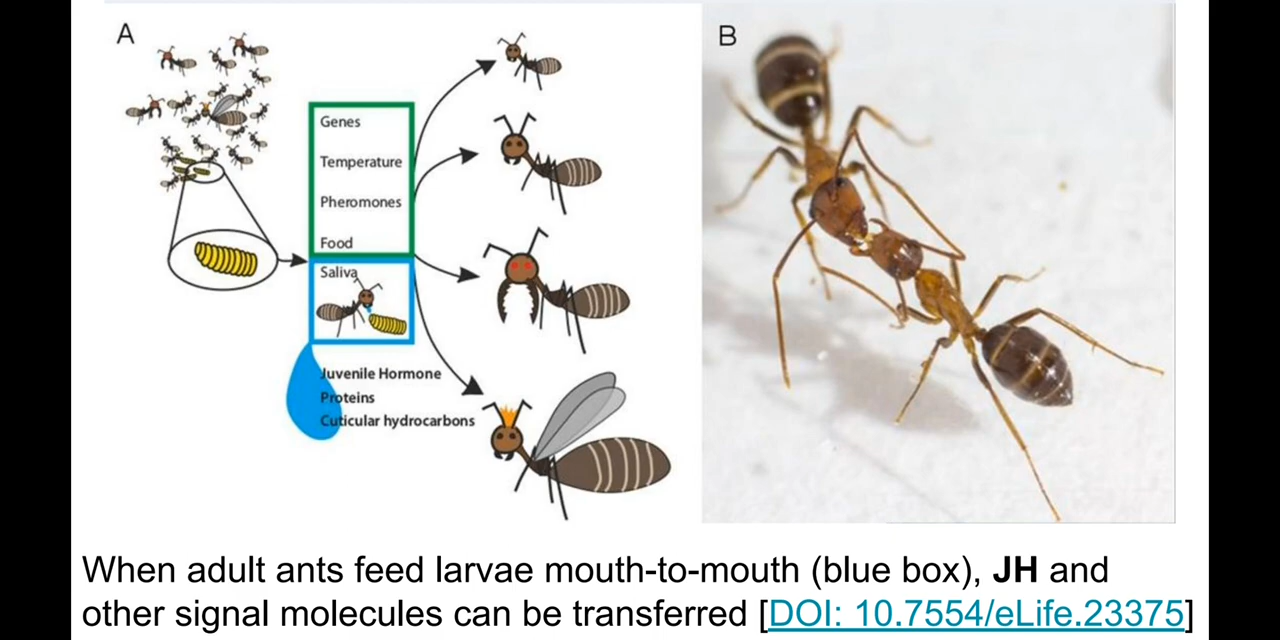 A
B
Genes
Temperature
Pheromones
Food
Saliva
Juvenile Hormone
Proteins
Cuticular hydrocarbons
When adult ants feed larvae mouth-to-mouth (blue box), JH and
other signal molecules can be transferred [DOI: 10.7554/eLife.23375]